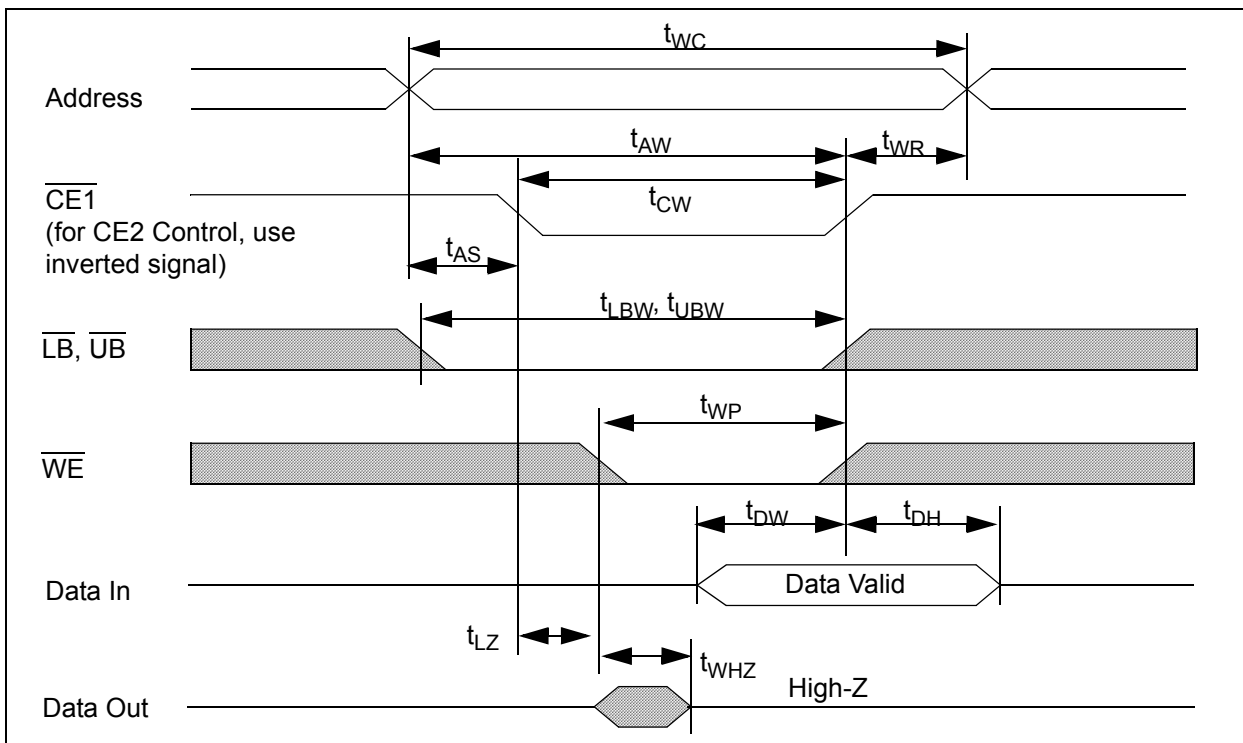 tWC
Address
tAW
tWR
CE1
(for CE2 Control, use
inverted signal)
tCW
tAS
tLBW, tUBW
LB, UB
tWP
WE
tDW
tDH
Data In
Data Valid
tLZ
tWHZ
High-Z
Data Out